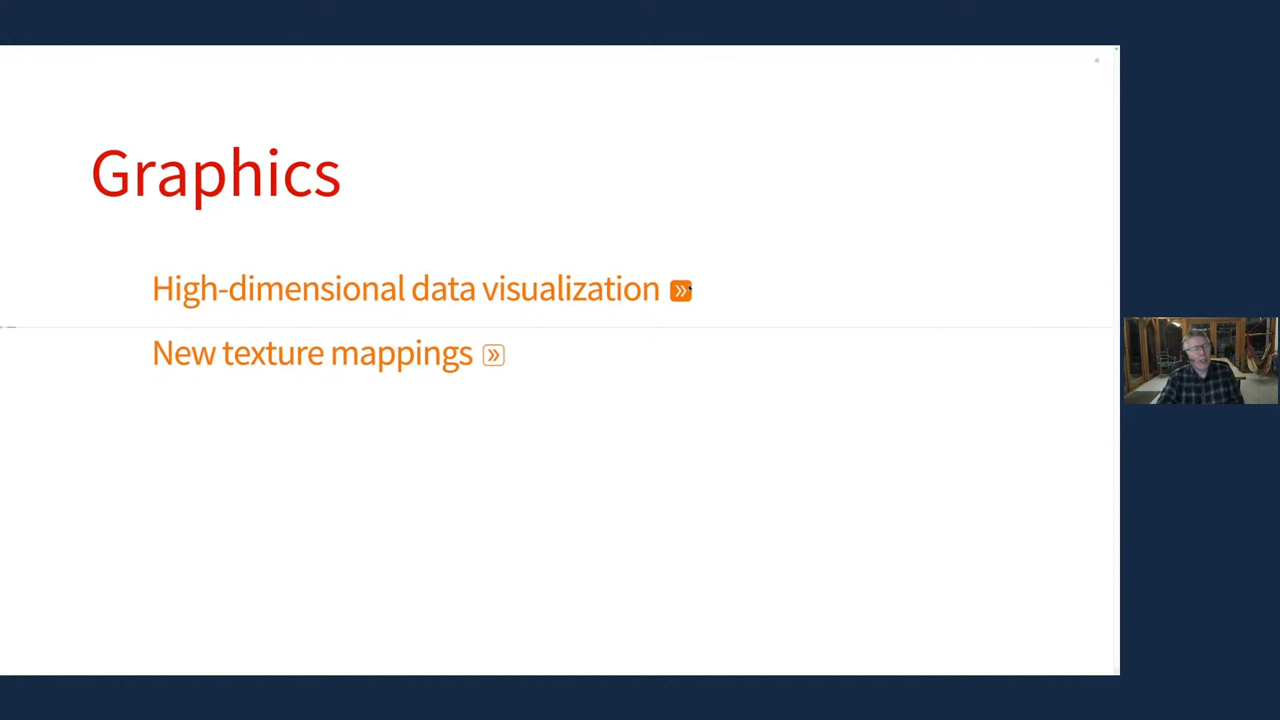 Graphics
High-dimensional data visualization »
New texture mappings »